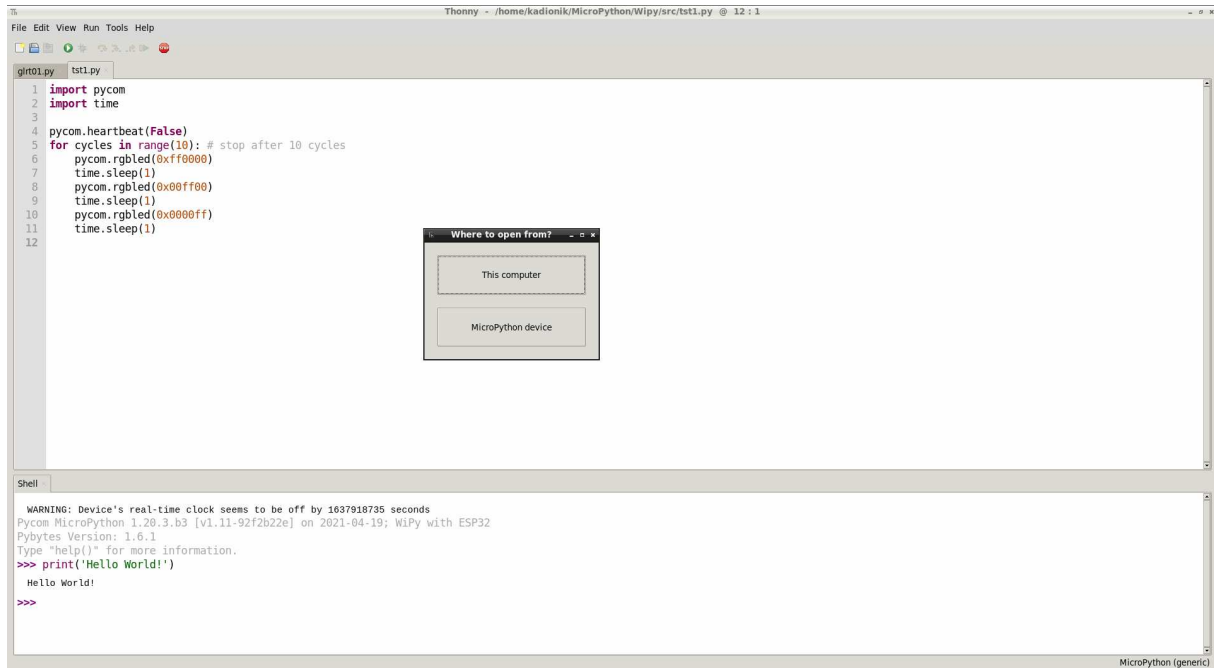 Thonny - /home/kadionik/MicroPython/Wipy/src/tst1.py @ 12 : 1
File Edit View Run Tools Help
STOP
glrt01.py tst1.py
1 import pycom
2 import time
3
4 pycom.heartbeat(False)
5 for cycles in range(10): # stop after 10 cycles
6 pycom.rgbled(0xff0000)
7 time.sleep(1)
8 pycom.rgbled(0x00ff00)
9 time.sleep(1)
10 pycom.rgbled(0x0000ff)
11 time.sleep(1)
12
Where to open from?
This computer
MicroPython device
Shell
WARNING: Device's real-time clock seems to be off by 1637918735 seconds
Pycom MicroPython 1.20.3.b3 [v1.11-92f2b22e] on 2021-04-19; WiPy with ESP32
Pybytes Version: 1.6.1
Type "help()" for more information.
>>> print('Hello World!')
Hello World!
>>>
MicroPython (generic)